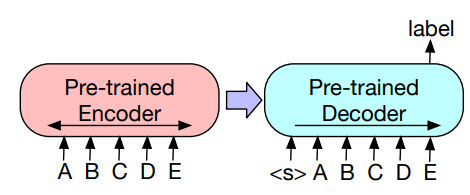 label
Pre-trained
Encoder
Pre-trained
Decoder
A B C D E
<s> A B C D E